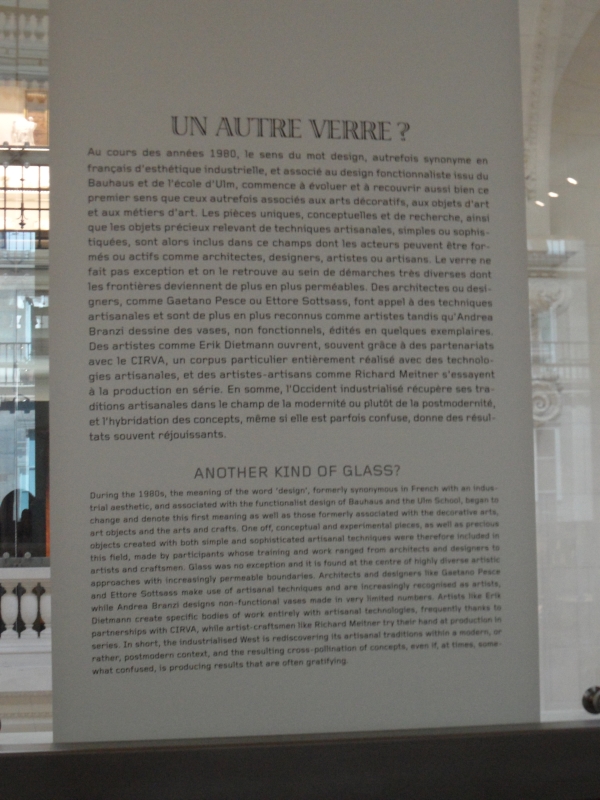 UN AUTRE VERRE ?
Au cours des années 1980, le sens du mot design, autrefois synonyme en
français d'esthétique industrielle, et associé au design fonctionnaliste issu du
Bauhaus et de l'école d'Ulm, commence à évoluer et à recouvrir aussi bien ce
premier sens que ceux autrefois associés aux arts décoratifs, aux objets d'art
et aux métiers d'art. Les pièces uniques, conceptuelles et de recherche, ainsi
que les objets précieux relevant de techniques artisanales, simples ou sophis-
tiquées, sont alors inclus dans ce champs dont les acteurs peuvent être for-
més ou actifs comme architectes, designers, artistes ou artisans. Le verre ne
fait pas exception et on le retrouve au sein de démarches très diverses dont
les frontières deviennent de plus en plus perméables. Des architectes ou desi-
gners, comme Gaetano Pesce ou Ettore Sottsass, font appel à des techniques
artisanales et sont de plus en plus reconnus comme artistes tandis qu'Andrea
Branzi dessine des vases, non fonctionnels, édités en quelques exemplaires.
Des artistes comme Erik Dietmann ouvrent, souvent grâce à des partenariats
avec le CIRVA, un corpus particulier entièrement réalisé avec des technolo-
gies artisanales, et des artistes-artisans comme Richard Meitner s'essayent
à la production en série. En somme, l'Occident industrialisé récupère ses tra-
ditions artisanales dans le champ de la modernité ou plutôt de la postmodernité,
et l'hybridation des concepts, même si elle est parfois confuse, donne des résul-
tats souvent réjouissants.
ANOTHER KIND OF GLASS?
During the 1980s, the meaning of the word 'design', formerly synonymous in French with an indus-
trial aesthetic, and associated with the functionalist design of Bauhaus and the Ulm School, began to
change and denote this first meaning as well as those formerly associated with the decorative arts,
art objects and the arts and crafts. One off, conceptual and experimental pieces, as well as precious
objects created with both simple and sophisticated artisanal techniques were therefore included in
this field, made by participants whose training and work ranged from architects and designers to
artists and craftsmen. Glass was no exception and it is found at the centre of highly diverse artistic
approaches with increasingly permeable boundaries. Architects and designers like Gaetano Pesce
and Ettore Sottsass make use of artisanal techniques and are increasingly recognised as artists,
while Andrea Branzi designs non-functional vases made in very limited numbers. Artists like Erik
Dietmann create specific bodies of work entirely with artisanal technologies, frequently thanks to
partnerships with CIRVA, while artist-craftsmen like Richard Meitner try their hand at production in
series. In short, the industrialised West is rediscovering its artisanal traditions within a modern, or
rather, postmodern context, and the resulting cross-pollination of concepts, even if, at times, some-
what confused, is producing results that are often gratifying.